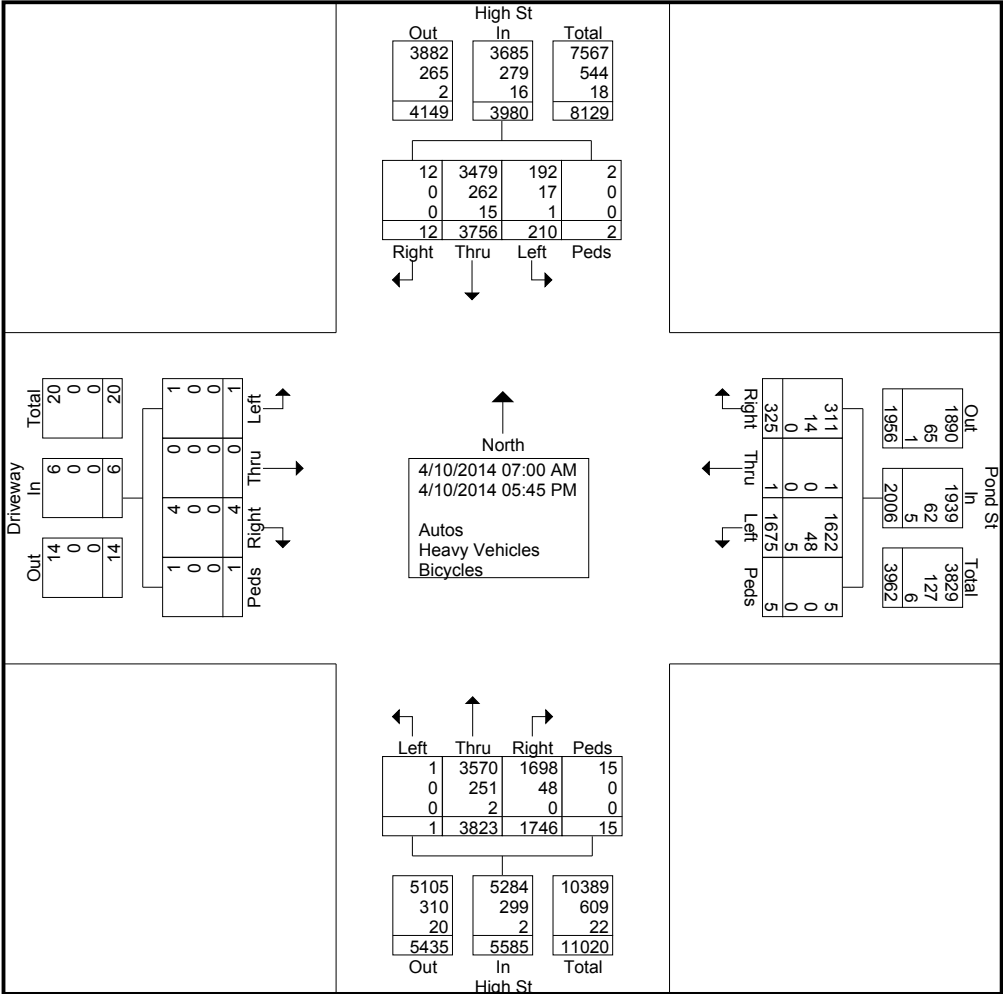 High St
Out In Total
3882 3685 7567
265 279 544
2 16 18
4149 3980 8129
12 3479 192 2
0 262 17 0
0 15 1 0
12 3756 210 2
Right Thru Left Peds
Driveway
Total In Out
20 6 14
0 0 0
0 0 0
20 6 14
1 0 4 1
0 0 0 0
0 0 0 0
1 0 4 1
Left Thru Right Peds
North
4/10/2014 07:00 AM
4/10/2014 05:45 PM
Autos
Heavy Vehicles
Bicycles
Right Thru Left Peds
311 1 1622 5
14 0 48 0
0 0 5 0
325 1 1675 5
Out In Total
1890 1939 3829
65 62 127
1 5 6
1956 2006 3962
Pond St
Left Thru Right Peds
1 3570 1698 15
0 251 48 0
0 2 0 0
1 3823 1746 15
5105 5284 10389
310 299 609
20 2 22
5435 5585 11020
Out In Total
High St